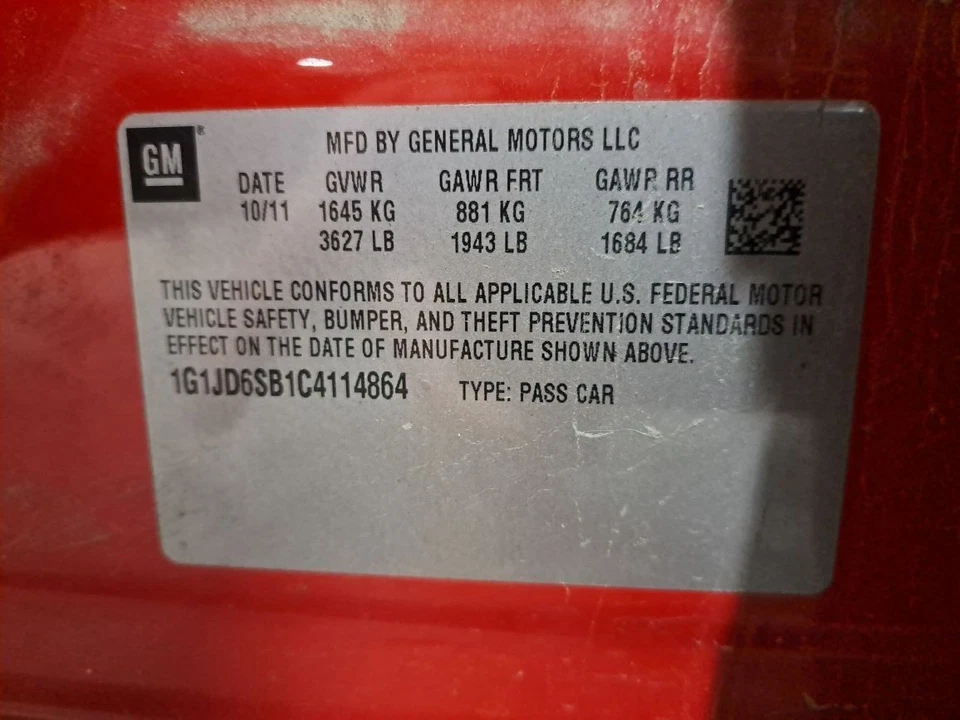 GM®
MFD BY GENERAL MOTORS LLC
DATE GVWR GAWR FRT GAWR RR
10/11 1645 KG 881 KG 764 KG
3627 LB 1943 LB 1684 LB
THIS VEHICLE CONFORMS TO ALL APPLICABLE U.S. FEDERAL MOTOR
VEHICLE SAFETY, BUMPER, AND THEFT PREVENTION STANDARDS IN
EFFECT ON THE DATE OF MANUFACTURE SHOWN ABOVE.
1G1JD6SB1C4114864 TYPE: PASS CAR